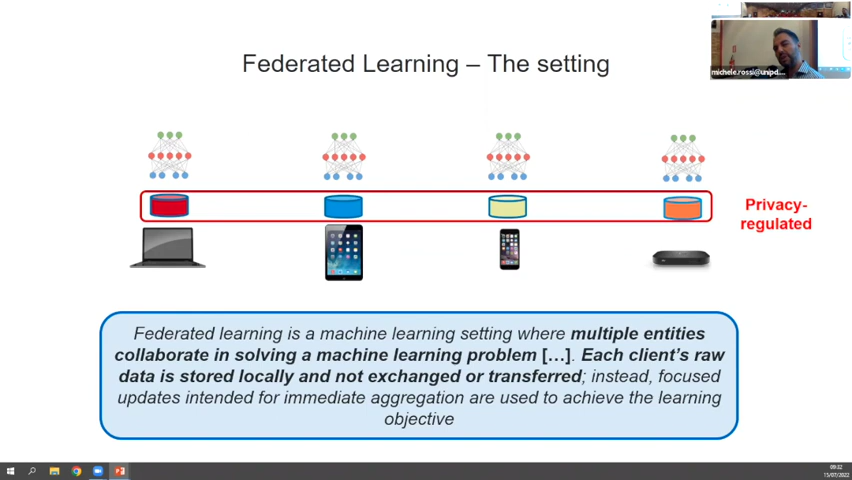 michele.rossi@unipd....
Federated Learning – The setting
Privacy-
regulated
Federated learning is a machine learning setting where multiple entities
collaborate in solving a machine learning problem […]. Each client's raw
data is stored locally and not exchanged or transferred; instead, focused
updates intended for immediate aggregation are used to achieve the learning
objective
09:32
15/07/2022